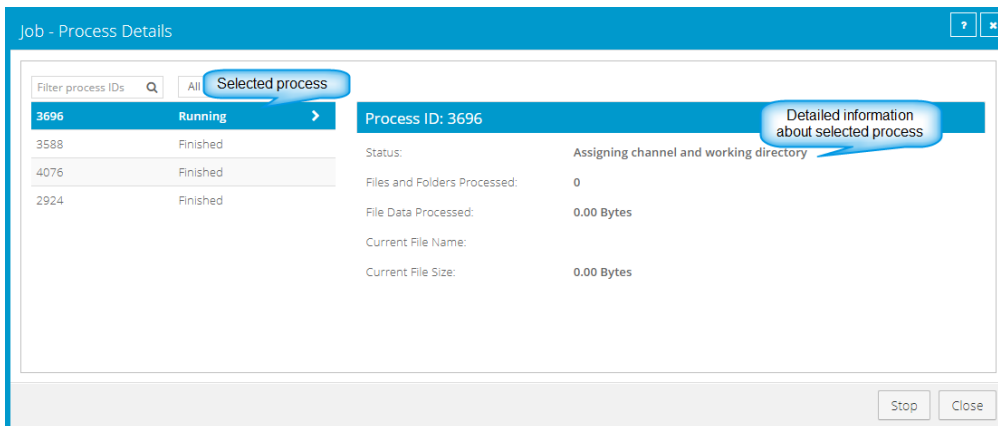 Job - Process Details
?
Filter process IDs
All
Selected process
3696 Running
3588 Finished
4076 Finished
2924 Finished
Process ID: 3696
Detailed information
about selected process
Status: Assigning channel and working directory
Files and Folders Processed: 0
File Data Processed: 0.00 Bytes
Current File Name:
Current File Size: 0.00 Bytes
Stop Close